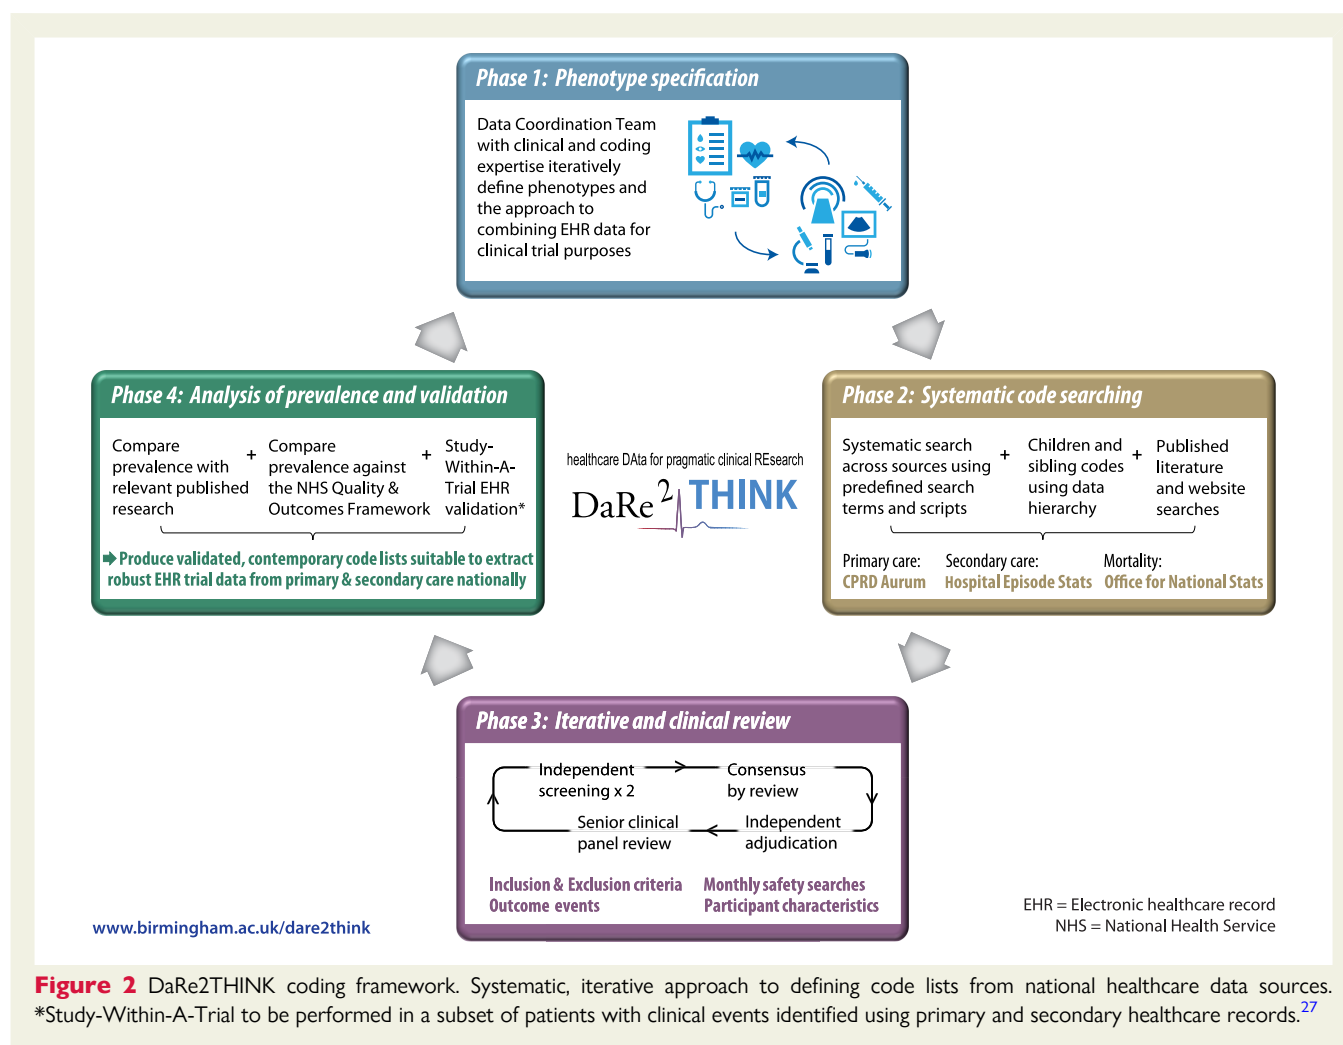 Phase 1: Phenotype specification
Data Coordination Team
with clinical and coding
expertise iteratively
define phenotypes and
the approach to
combining EHR data for
clinical trial purposes
Phase 4: Analysis of prevalence and validation
Compare
prevalence with
relevant published
research
+
Compare
prevalence against
the NHS Quality &
Outcomes Framework
+
Study-
Within-A-
Trial EHR
validation*
Produce validated, contemporary code lists suitable to extract
robust EHR trial data from primary & secondary care nationally
healthcare DAta for pragmatic clinical REsearch
DaRe2 THINK
Phase 2: Systematic code searching
Systematic search
across sources using
predefined search
terms and scripts
+
Children and
sibling codes
using data
hierarchy
+
Published
literature
and website
searches
Primary care:
CPRD Aurum
Secondary care:
Hospital Episode Stats
Mortality:
Office for National Stats
Phase 3: Iterative and clinical review
Independent
screening x 2
Consensus
by review
Senior clinical
panel review
Independent
adjudication
Inclusion & Exclusion criteria
Outcome events
Monthly safety searches
Participant characteristics
www.birmingham.ac.uk/dare2think
EHR = Electronic healthcare record
NHS = National Health Service
Figure 2 DaRe2THINK coding framework. Systematic, iterative approach to defining code lists from national healthcare data sources.
*Study-Within-A-Trial to be performed in a subset of patients with clinical events identified using primary and secondary healthcare records.27